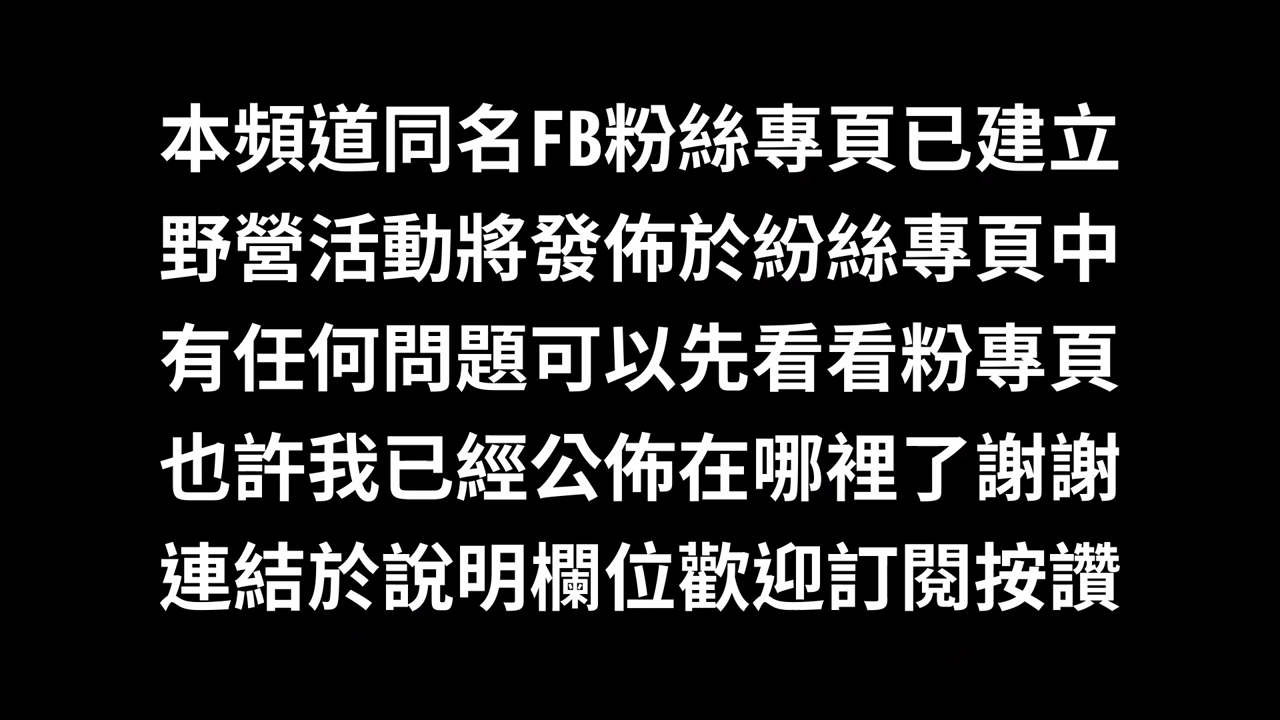 本頻道同名FB粉絲專頁已建立
野營活動將發佈於紛絲專頁中
有任何問題可以先看看粉專頁
也許我已經公佈在哪裡了謝謝
連結於說明欄位歡迎訂閱按讚